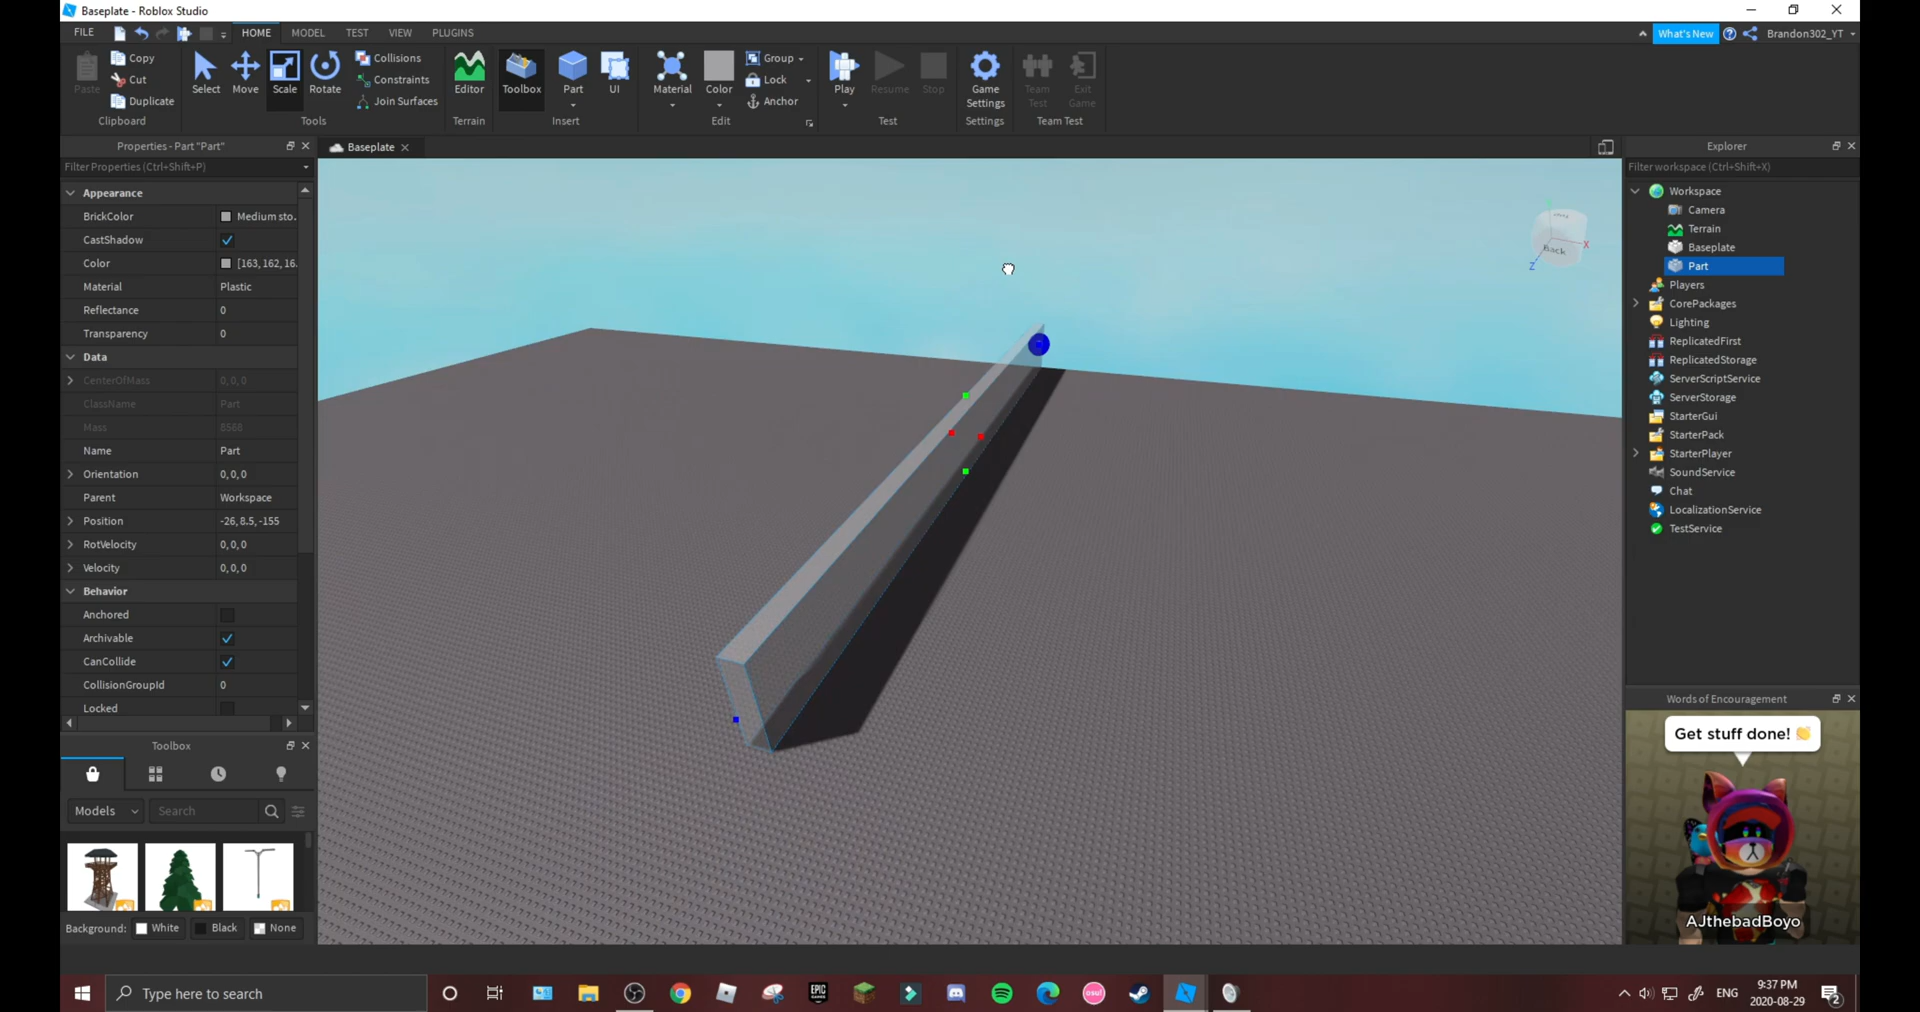 Baseplate - Roblox Studio
FILE HOME MODEL TEST VIEW PLUGINS
What's New Brandon302_YT
Paste Copy Cut Duplicate
Clipboard
Select Move Scale Rotate
Collisions
Constraints
Join Surfaces
Tools
Editor
Terrain
Toolbox Part UI
Insert
Material Color
Group
Lock
Anchor
Edit
Play Resume Stop
Test
Game Settings
Settings
Team Test Exit Game
Team Test
Properties - Part "Part"
Filter Properties (Ctrl+Shift+P)
Appearance
BrickColor Medium sto...
CastShadow
Color [163, 162, 16...
Material Plastic
Reflectance 0
Transparency 0
Data
CenterOfMass 0, 0, 0
ClassName Part
Mass 8568
Name Part
Orientation 0, 0, 0
Parent Workspace
Position -26, 8.5, -155
RotVelocity 0, 0, 0
Velocity 0, 0, 0
Behavior
Anchored
Archivable
CanCollide
CollisionGroupId 0
Locked
Toolbox
Models Search
Background: White Black None
Baseplate
Back
X
Z
Explorer
Filter workspace (Ctrl+Shift+X)
Workspace
Camera
Terrain
Baseplate
Part
Players
CorePackages
Lighting
ReplicatedFirst
ReplicatedStorage
ServerScriptService
ServerStorage
StarterGui
StarterPack
StarterPlayer
SoundService
Chat
LocalizationService
TestService
Words of Encouragement
Get stuff done! 👏
AJthebadBoyo
Type here to search
EPIC GAMES
osu!
ENG
9:37 PM
2020-08-29
2